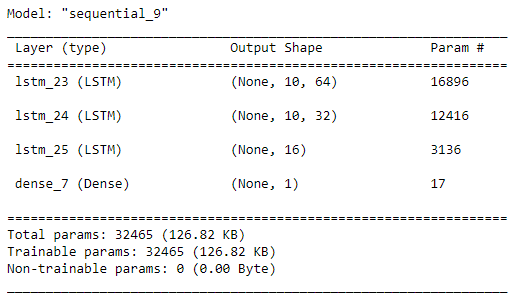 Model: "sequential_9"
_________________________________________________________________
Layer (type) Output Shape Param #
=================================================================
lstm_23 (LSTM) (None, 10, 64) 16896
lstm_24 (LSTM) (None, 10, 32) 12416
lstm_25 (LSTM) (None, 16) 3136
dense_7 (Dense) (None, 1) 17
=================================================================
Total params: 32465 (126.82 KB)
Trainable params: 32465 (126.82 KB)
Non-trainable params: 0 (0.00 Byte)
_________________________________________________________________